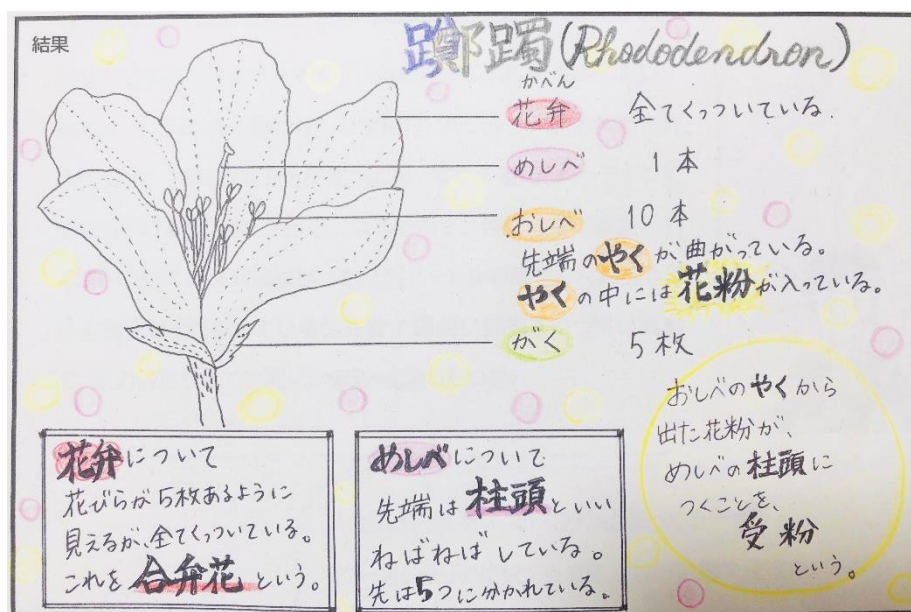 結果
躑躅(Rhododendron)
かべん
花弁 全てくっついている.
めしべ 1本
おしべ 10本
先端のやくが曲がっている。
やくの中には花粉が入っている。
がく 5枚
花弁について
花びらが5枚あるように
見えるが、全てくっついている。
これを合弁花という。
めしべについて
先端は柱頭といい
ねばねばしている。
先は5つに分かれている。
おしべのやくから
出た花粉が、
めしべの柱頭に
つくことを、
受粉
という。